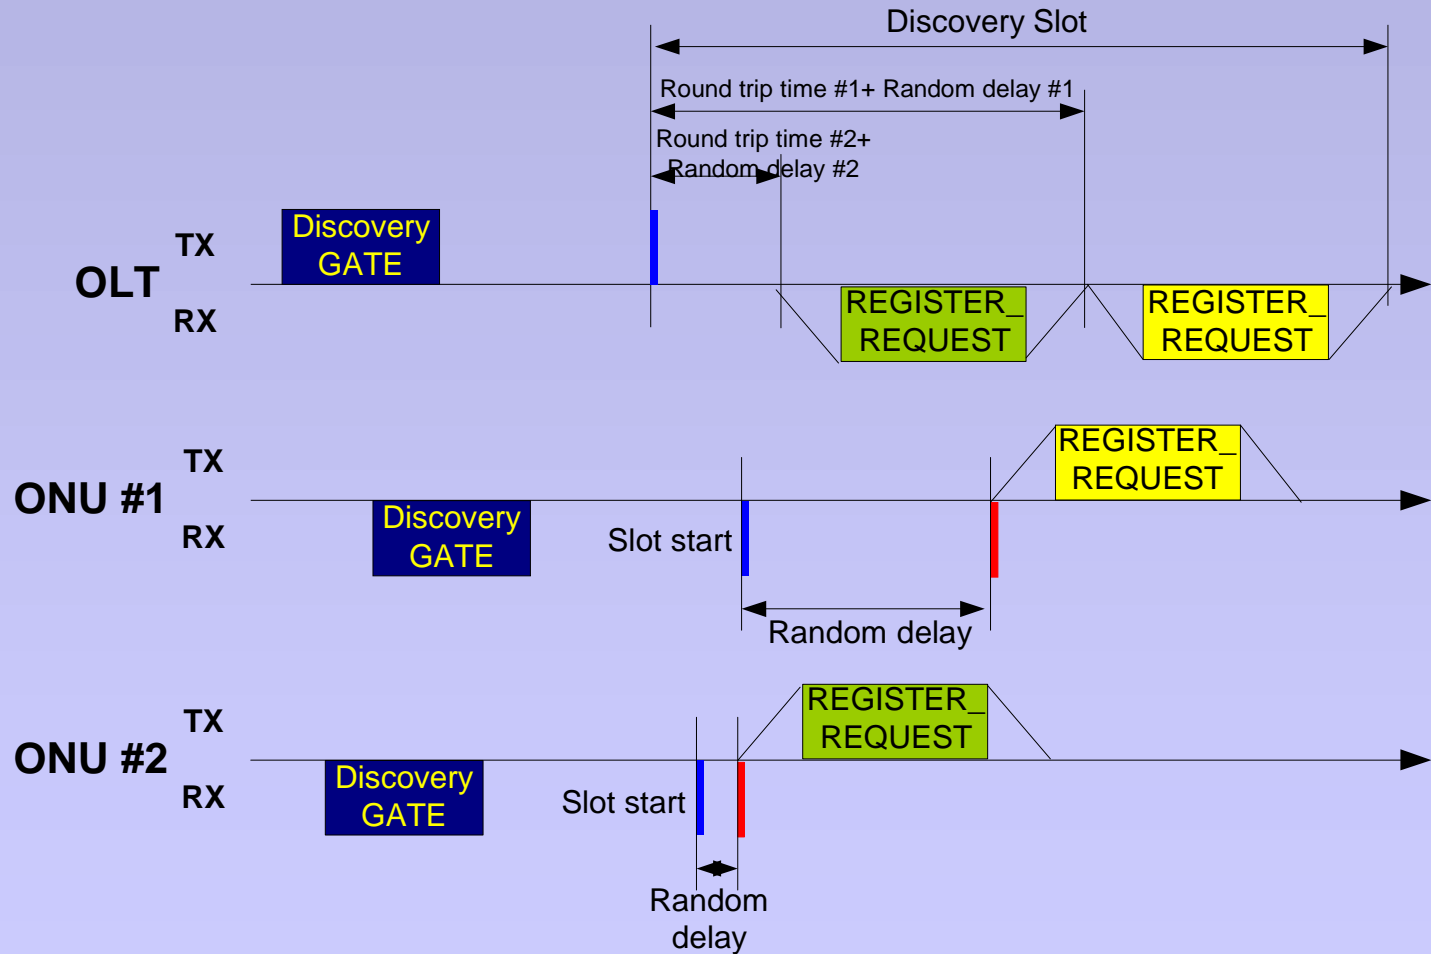 Discovery Slot
Round trip time #1+ Random delay #1
Round trip time #2+
Random delay #2
OLT
TX
RX
Discovery
GATE
REGISTER_
REQUEST
REGISTER_
REQUEST
ONU #1
TX
RX
Discovery
GATE
Slot start
REGISTER_
REQUEST
Random delay
ONU #2
TX
RX
Discovery
GATE
Slot start
REGISTER_
REQUEST
Random
delay